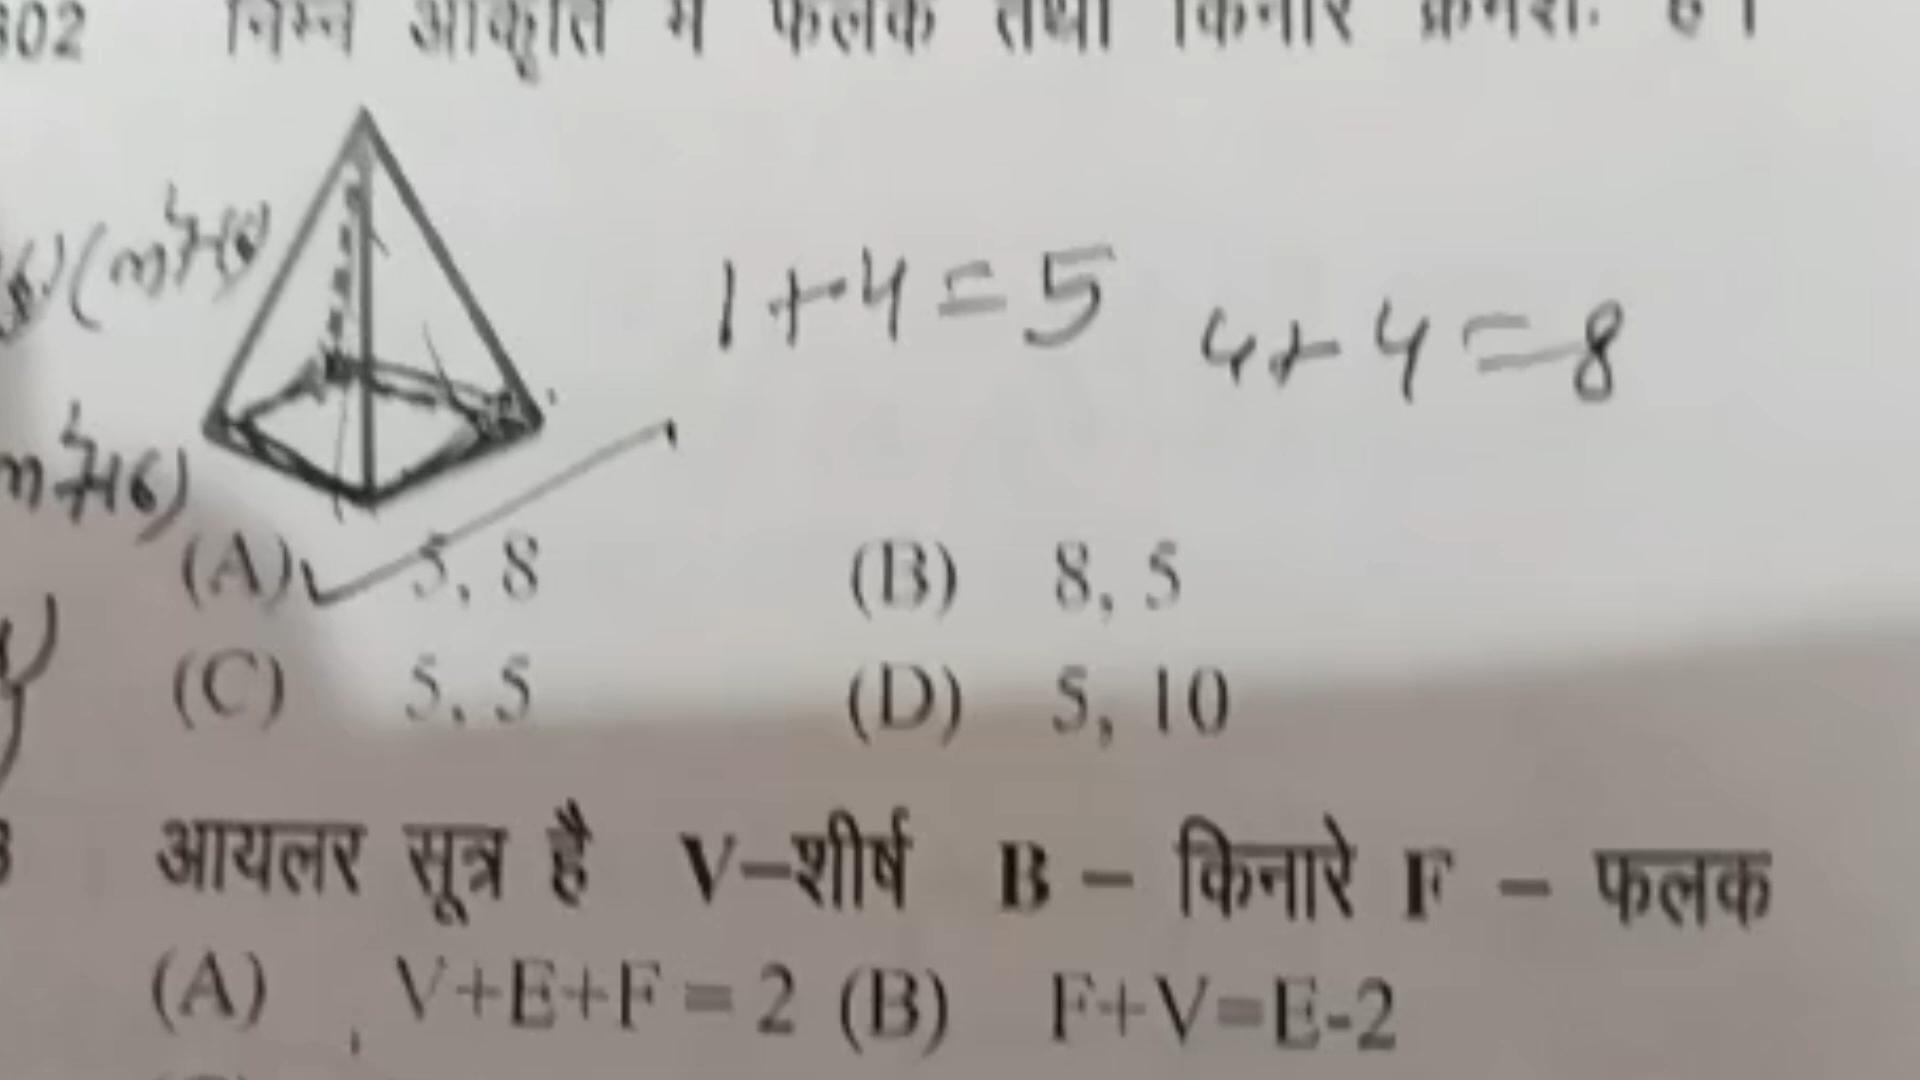 602 निम्न आकृति में फलक तथा किनारे क्रमशः है।
1+4=5 4+4=8
(A) 5, 8 (B) 8, 5
(C) 5, 5 (D) 5, 10
आयलर सूत्र है V–शीर्ष B – किनारे F – फलक
(A) V+E+F=2 (B) F+V=E-2